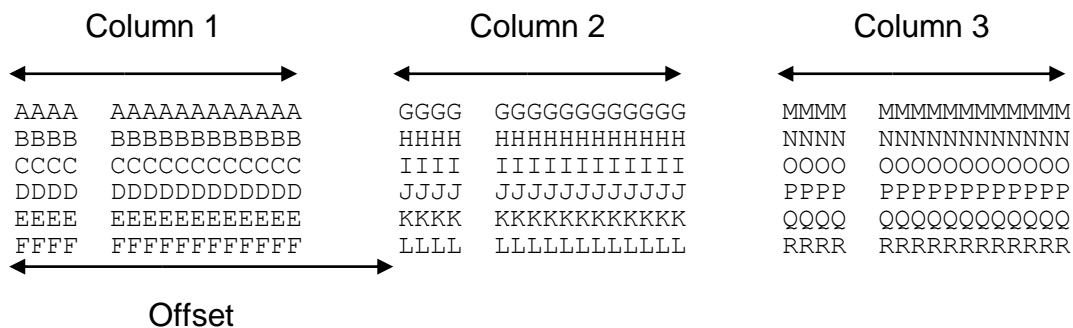 Column 1 Column 2 Column 3
AAAA AAAAAAAAAAAA GGGG GGGGGGGGGGGG MMMM MMMMMMMMMMMM
BBBB BBBBBBBBBBBB HHHH HHHHHHHHHHHH NNNN NNNNNNNNNNNN
CCCC CCCCCCCCCCCC IIII IIIIIIIIIIII OOOO OOOOOOOOOOOO
DDDD DDDDDDDDDDDD JJJJ JJJJJJJJJJJJ PPPP PPPPPPPPPPPP
EEEE EEEEEEEEEEEE KKKK KKKKKKKKKKKK QQQQ QQQQQQQQQQQQ
FFFF FFFFFFFFFFFF LLLL LLLLLLLLLLLL RRRR RRRRRRRRRRRR
Offset